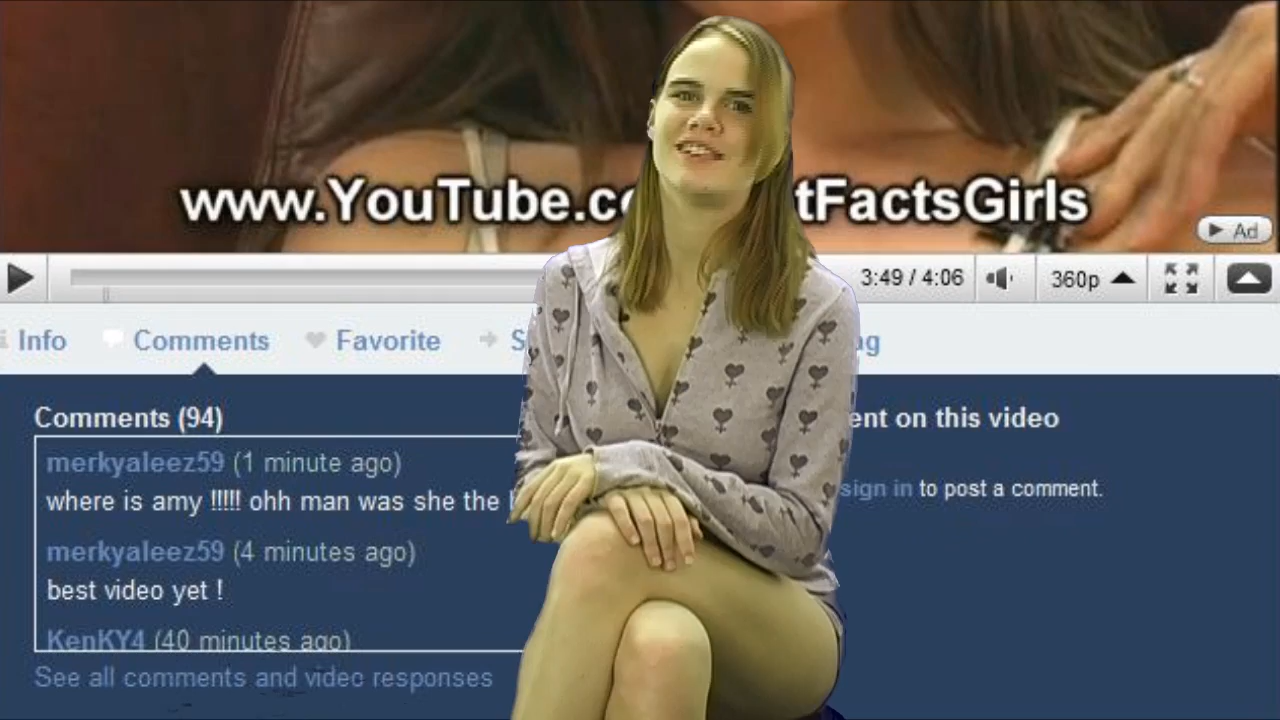 www.YouTube.c tFactsGirls
Ad
3:49 / 4:06 360p
Info Comments Favorite
Comments (94)
on this video
merkyaleez59 (1 minute ago)
where is amy !!!!! ohh man was she the
sign in to post a comment.
merkyaleez59 (4 minutes ago)
best video yet !
KenKY4 (40 minutes ago)
See all comments and video responses